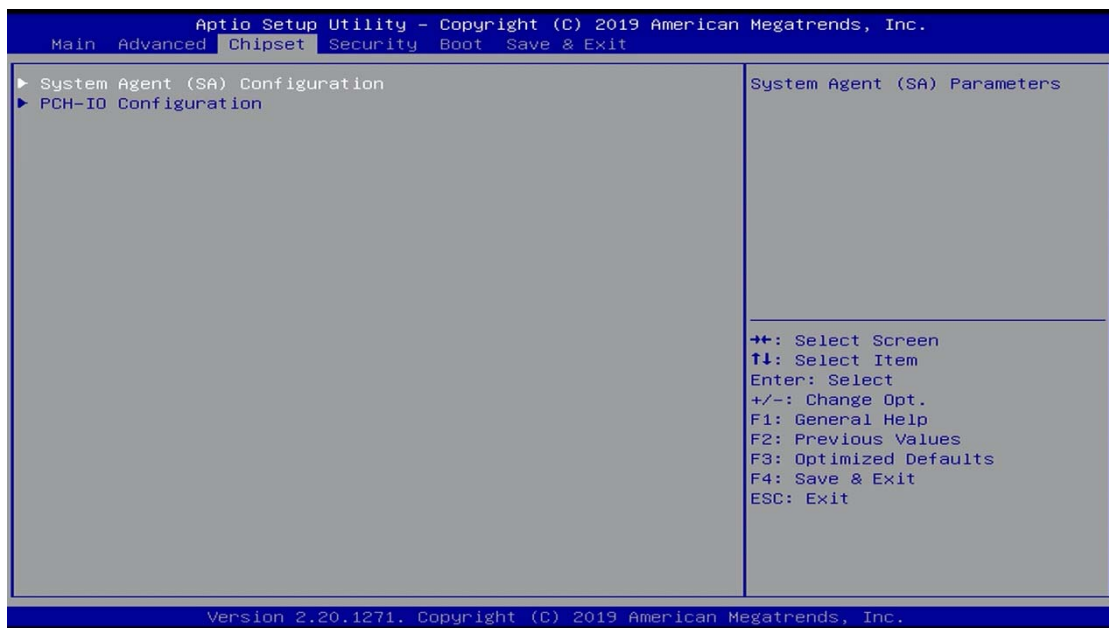 Aptio Setup Utility – Copyright (C) 2019 American Megatrends, Inc.
Main Advanced Chipset Security Boot Save & Exit
▶ System Agent (SA) Configuration
▶ PCH-IO Configuration
System Agent (SA) Parameters
→←: Select Screen
↑↓: Select Item
Enter: Select
+/-: Change Opt.
F1: General Help
F2: Previous Values
F3: Optimized Defaults
F4: Save & Exit
ESC: Exit
Version 2.20.1271. Copyright (C) 2019 American Megatrends, Inc.